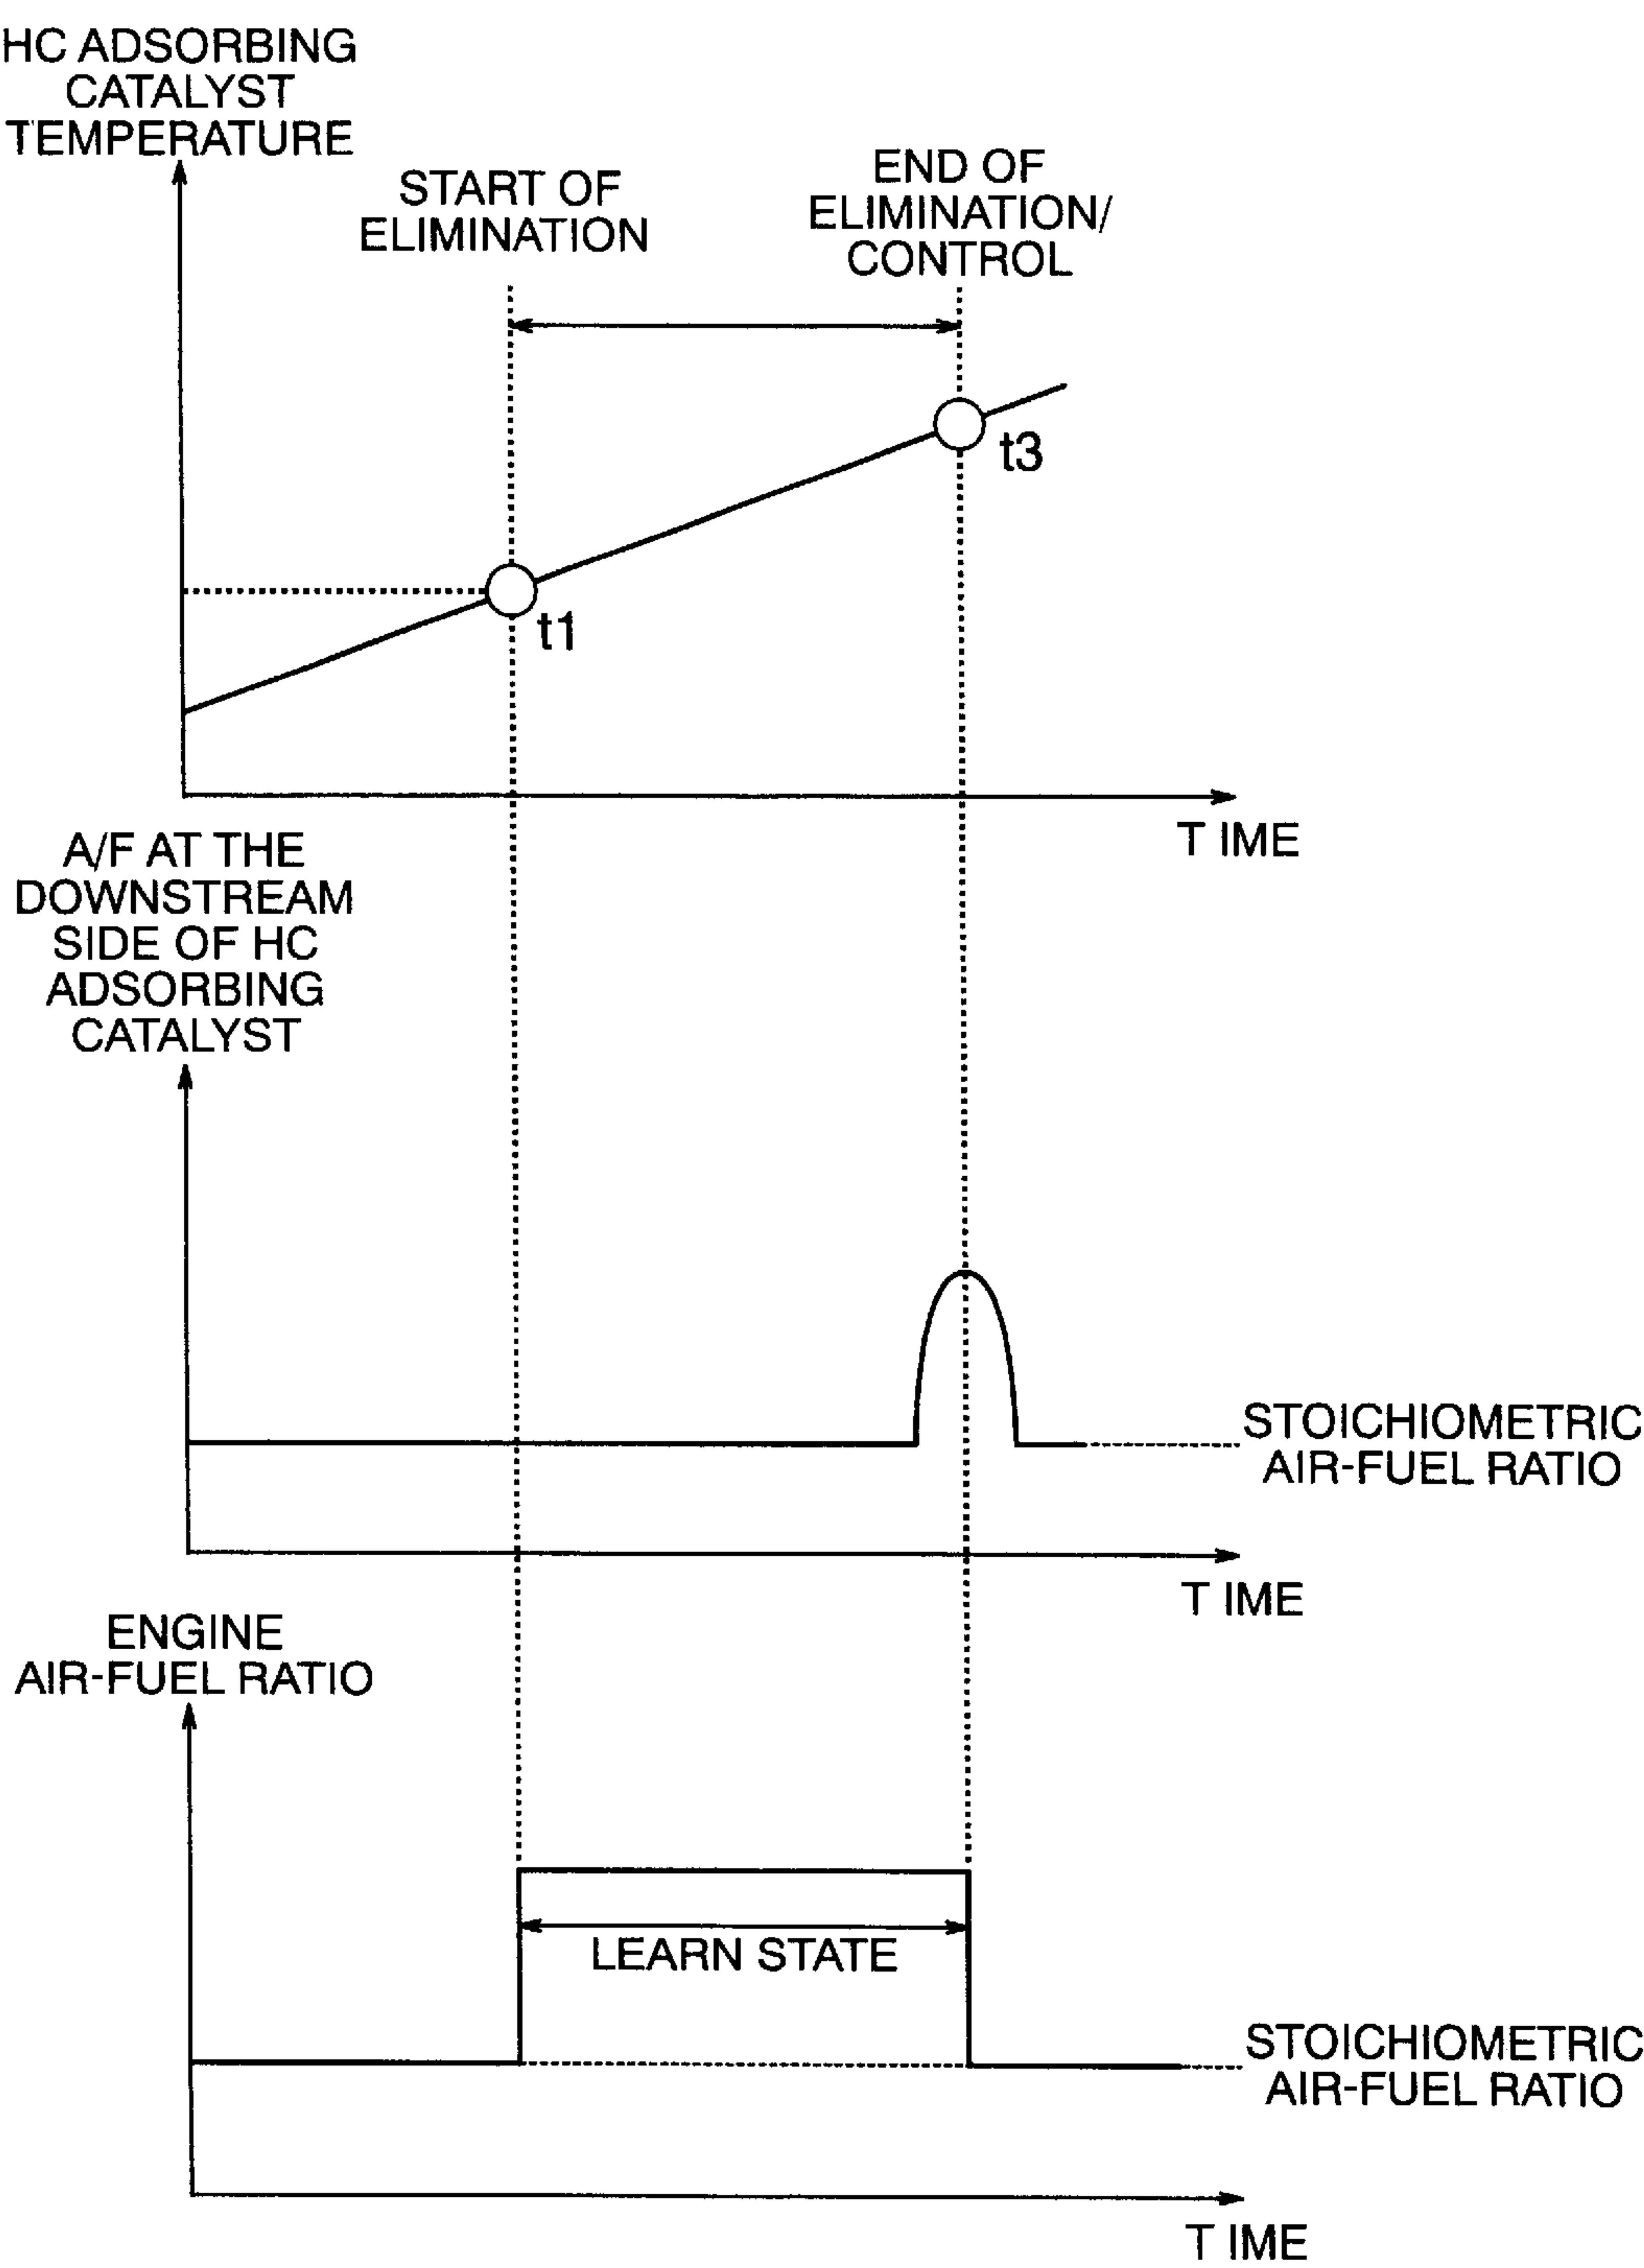 HC ADSORBING
CATALYST
TEMPERATURE
START OF
ELIMINATION
END OF
ELIMINATION/
CONTROL
t3
t1
T IME
A/F AT THE
DOWNSTREAM
SIDE OF HC
ADSORBING
CATALYST
STOICHIOMETRIC
AIR-FUEL RATIO
T IME
ENGINE
AIR-FUEL RATIO
LEARN STATE
STOICHIOMETRIC
AIR-FUEL RATIO
T IME